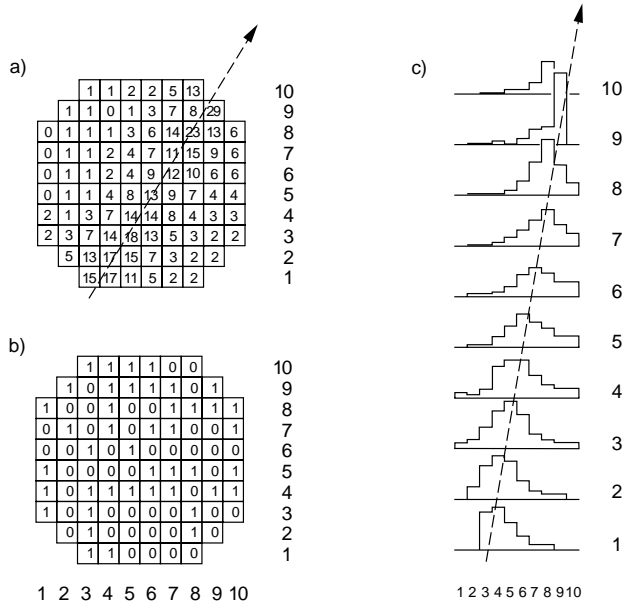 a)
1 1 2 2 5 13 10
1 1 0 1 3 7 8 29 9
0 1 1 1 3 6 14 23 13 6 8
0 1 1 2 4 7 11 15 9 6 7
0 1 1 2 4 9 12 10 6 6 6
0 1 1 4 8 13 9 7 4 4 5
2 1 3 7 14 14 8 4 3 3 4
2 3 7 14 18 13 5 3 2 2 3
5 13 17 15 7 3 2 2 2
15 17 11 5 2 2 1
b)
1 1 1 1 0 0 10
1 0 1 1 1 1 0 1 9
1 0 0 1 0 0 1 1 1 1 8
0 1 0 1 0 0 1 0 0 1 7
0 0 1 0 0 1 0 0 0 0 6
1 0 0 0 0 1 1 1 0 1 5
1 0 1 1 1 1 1 0 1 1 4
1 0 1 0 0 0 1 1 0 0 3
0 1 0 1 0 0 0 1 2
1 1 0 0 0 0 1
1 2 3 4 5 6 7 8 9 10
c)
10
9
8
7
6
5
4
3
2
1
1 2 3 4 5 6 7 8 9 10